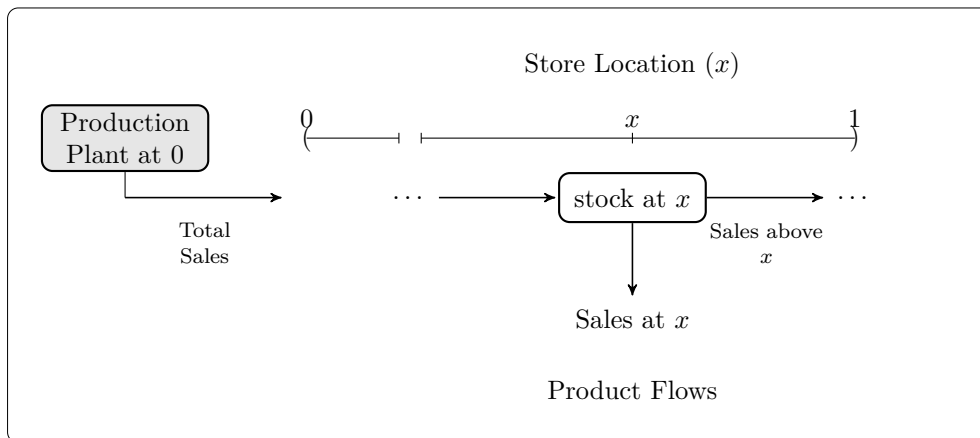 Store Location (x)
Production
Plant at 0
0
x
1
...
stock at x
...
Total
Sales
Sales above
x
Sales at x
Product Flows